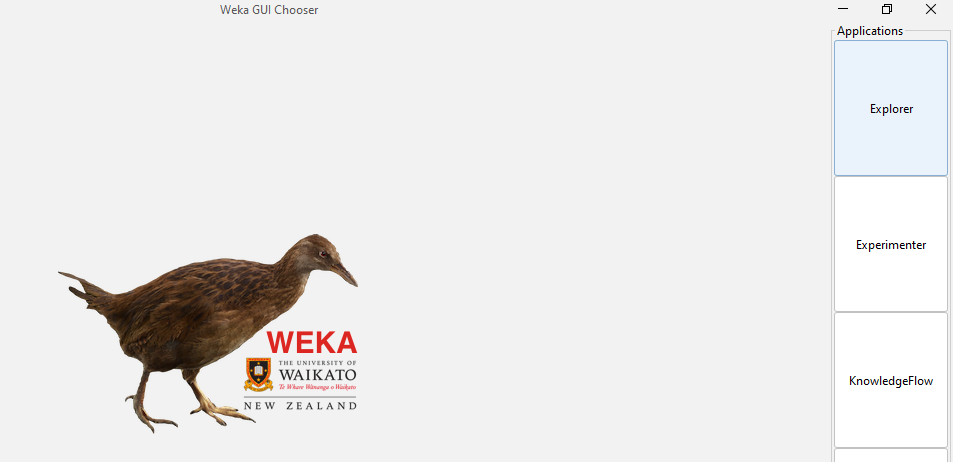 Weka GUI Chooser
Applications
Explorer
Experimenter
KnowledgeFlow
WEKA
THE UNIVERSITY OF
WAIKATO
Te Whare Wānanga o Waikato
NEW ZEALAND